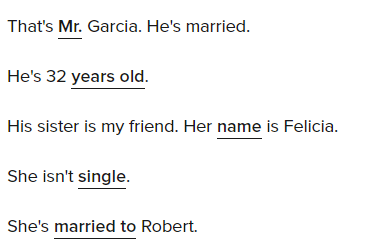 That's Mr. Garcia. He's married.
He's 32 years old.
His sister is my friend. Her name is Felicia.
She isn't single.
She's married to Robert.